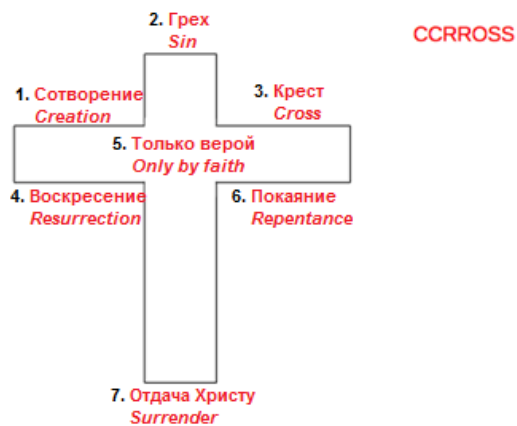 2. Грех
Sin
CCRROSS
1. Сотворение
Creation
3. Крест
Cross
5. Только верой
Only by faith
4. Воскресение
Resurrection
6. Покаяние
Repentance
7. Отдача Христу
Surrender